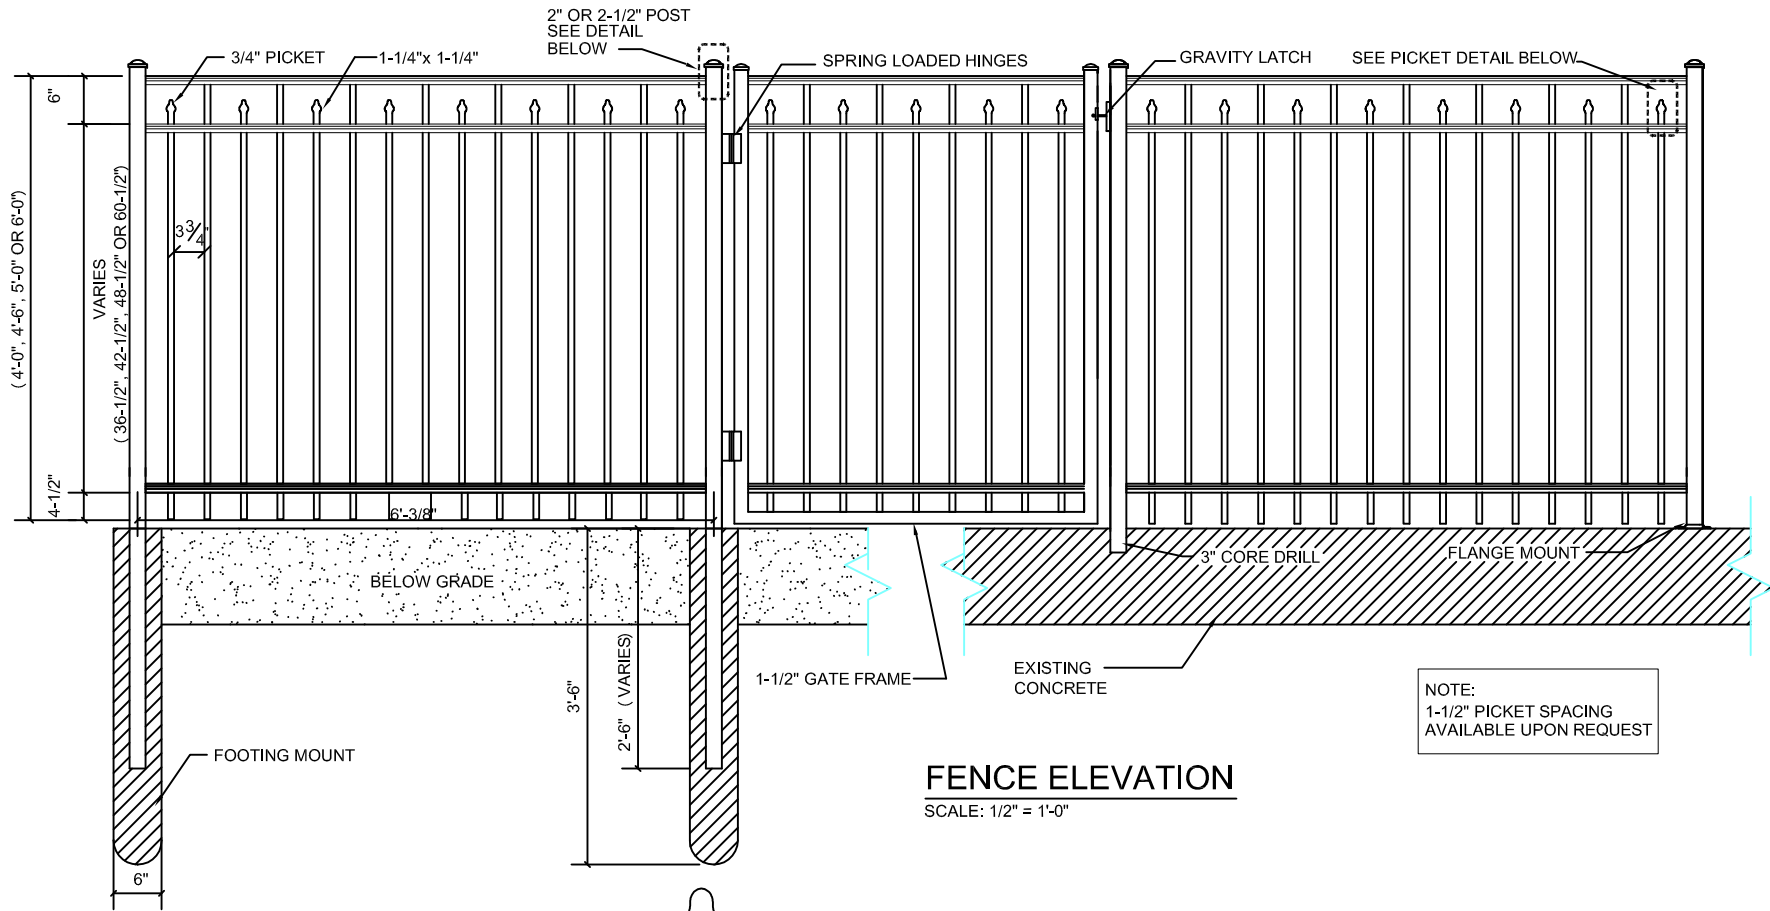 2" OR 2-1/2" POST
SEE DETAIL
BELOW
3/4" PICKET
1-1/4"x 1-1/4"
SPRING LOADED HINGES
GRAVITY LATCH
SEE PICKET DETAIL BELOW
6"
( 4'-0", 4'-6", 5'-0" OR 6'-0")
VARIES
( 36-1/2", 42-1/2", 48-1/2" OR 60-1/2")
3 3/4"
4-1/2"
6'-3/8"
BELOW GRADE
3" CORE DRILL
FLANGE MOUNT
3'-6"
2'-6" ( VARIES)
1-1/2" GATE FRAME
EXISTING
CONCRETE
NOTE:
1-1/2" PICKET SPACING
AVAILABLE UPON REQUEST
FOOTING MOUNT
FENCE ELEVATION
SCALE: 1/2" = 1'-0"
6"